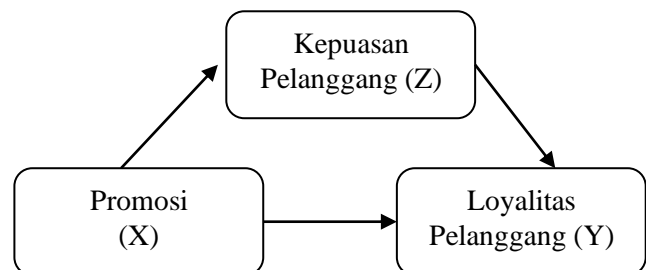 Kepuasan
Pelanggang (Z)
Promosi
(X)
Loyalitas
Pelanggang (Y)